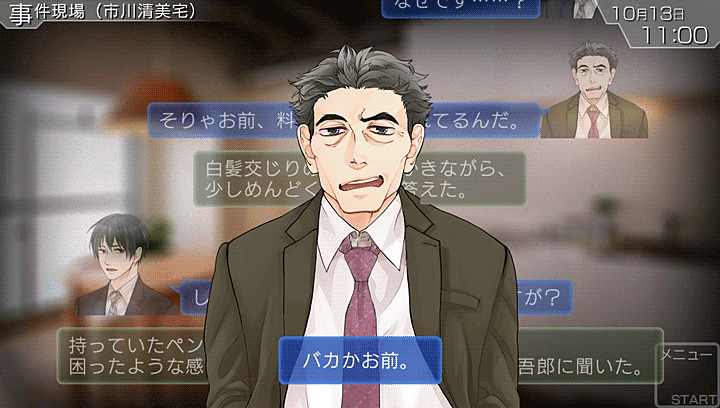 事件現場（市川清美宅）
10月13日
11:00
なぜです……？
そりゃお前、料
てるんだ。
白髪交じりの
きながら、
少しめんどく
答えた。
し
すが？
持っていたペン
困ったような感
吾郎に聞いた。
バカかお前。
メニュー
START